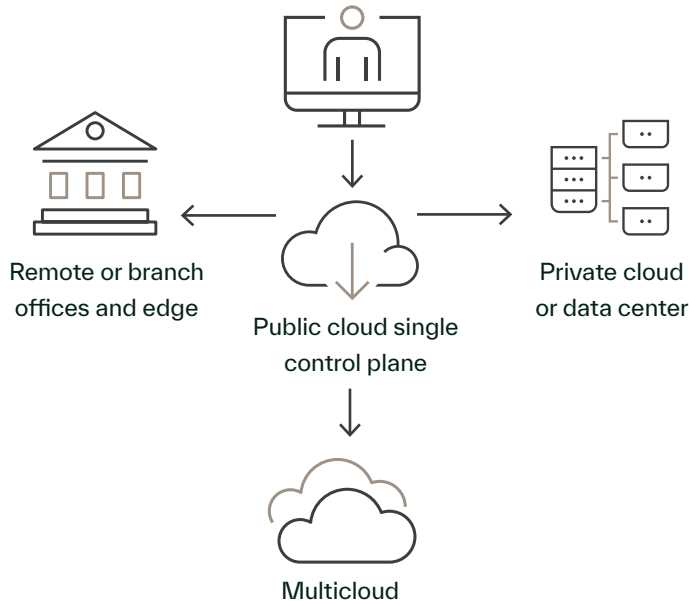 Remote or branch
offices and edge
Public cloud single
control plane
Private cloud
or data center
Multicloud